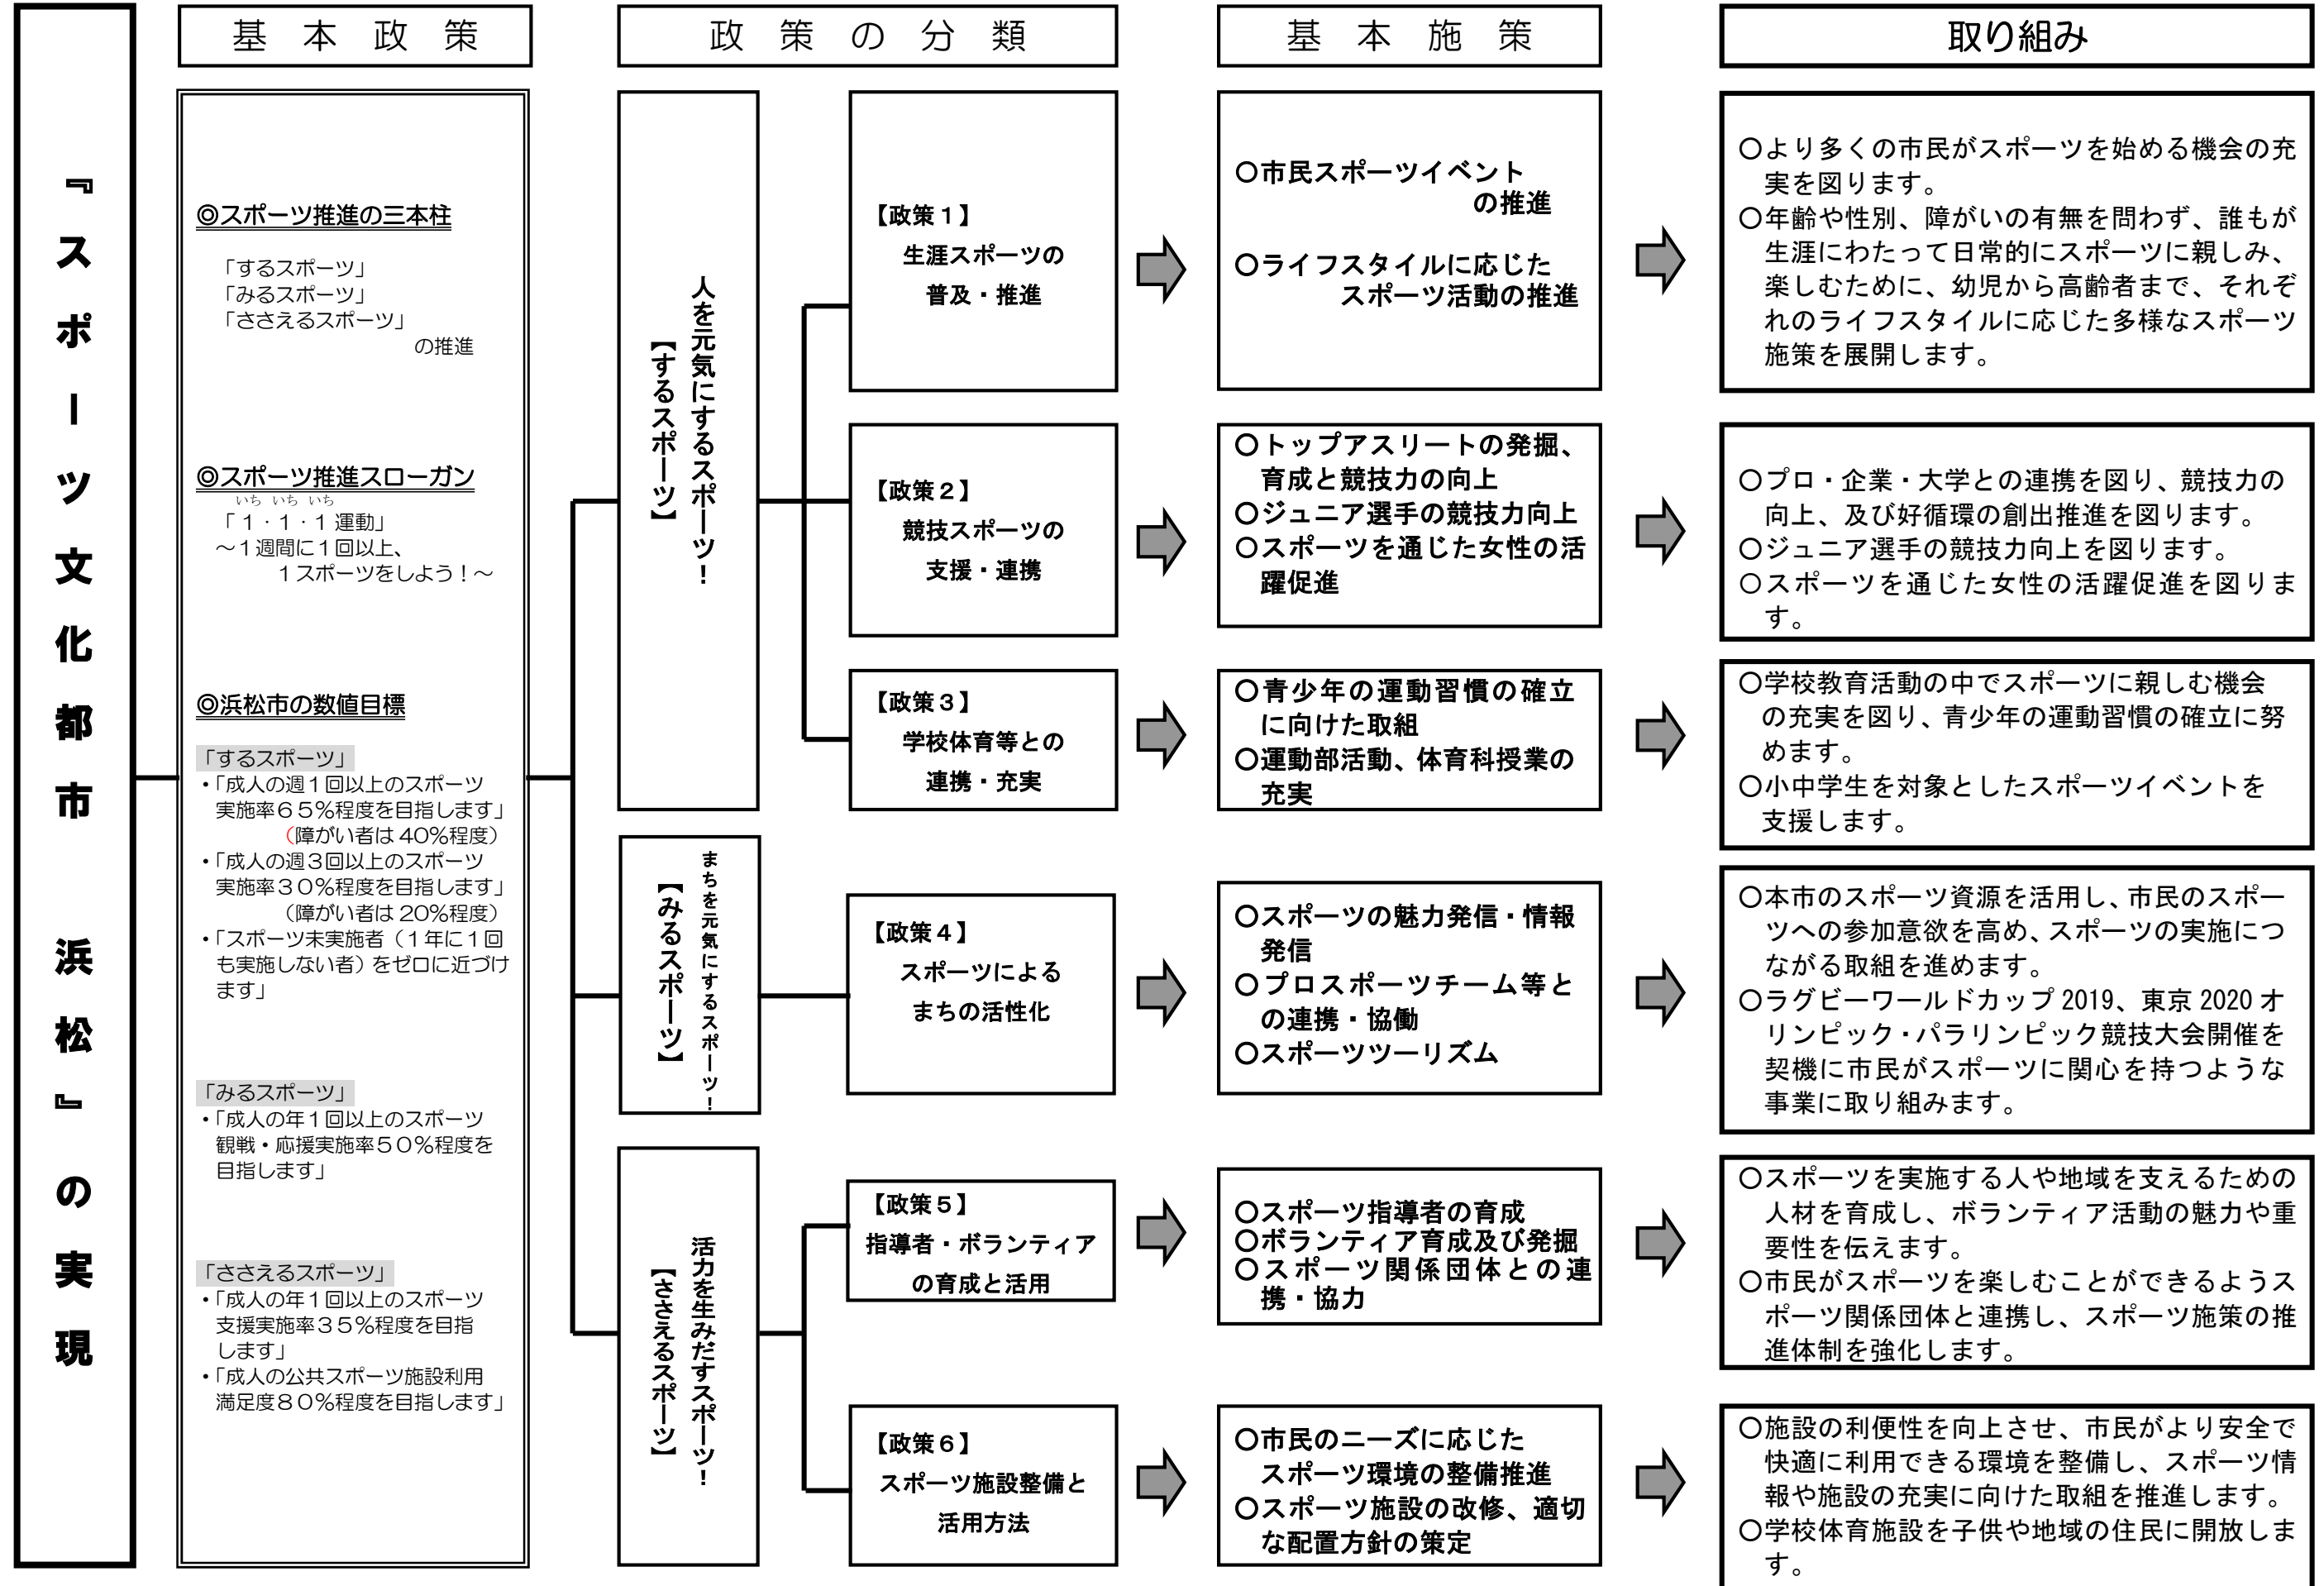 『スポーツ文化都市 浜松』の実現
基本政策
◎スポーツ推進の三本柱
「するスポーツ」
「みるスポーツ」
「ささえるスポーツ」
の推進
◎スポーツ推進スローガン
いち いち いち
「１・１・１運動」
～１週間に１回以上、
１スポーツをしよう！～
◎浜松市の数値目標
「するスポーツ」
・「成人の週１回以上のスポーツ
実施率６５％程度を目指します」
（障がい者は 40％程度）
・「成人の週３回以上のスポーツ
実施率３０％程度を目指します」
（障がい者は 20％程度）
・「スポーツ未実施者（１年に１回
も実施しない者）をゼロに近づけ
ます」
「みるスポーツ」
・「成人の年１回以上のスポーツ
観戦・応援実施率５０％程度を
目指します」
「ささえるスポーツ」
・「成人の年１回以上のスポーツ
支援実施率３５％程度を目指
します」
・「成人の公共スポーツ施設利用
満足度８０％程度を目指します」
政策の分類
人を元気にするスポーツ！
【するスポーツ】
まちを元気にするスポーツ！
【みるスポーツ】
活力を生みだすスポーツ！
【ささえるスポーツ】
【政策１】
生涯スポーツの
普及・推進
【政策２】
競技スポーツの
支援・連携
【政策３】
学校体育等との
連携・充実
【政策４】
スポーツによる
まちの活性化
【政策５】
指導者・ボランティア
の育成と活用
【政策６】
スポーツ施設整備と
活用方法
基本施策
○市民スポーツイベント
の推進
○ライフスタイルに応じた
スポーツ活動の推進
○トップアスリートの発掘、
育成と競技力の向上
○ジュニア選手の競技力向上
○スポーツを通じた女性の活
躍促進
○青少年の運動習慣の確立
に向けた取組
○運動部活動、体育科授業の
充実
○スポーツの魅力発信・情報
発信
○プロスポーツチーム等と
の連携・協働
○スポーツツーリズム
○スポーツ指導者の育成
○ボランティア育成及び発掘
○スポーツ関係団体との連
携・協力
○市民のニーズに応じた
スポーツ環境の整備推進
○スポーツ施設の改修、適切
な配置方針の策定
取り組み
○より多くの市民がスポーツを始める機会の充
実を図ります。
○年齢や性別、障がいの有無を問わず、誰もが
生涯にわたって日常的にスポーツに親しみ、
楽しむために、幼児から高齢者まで、それぞ
れのライフスタイルに応じた多様なスポーツ
施策を展開します。
○プロ・企業・大学との連携を図り、競技力の
向上、及び好循環の創出推進を図ります。
○ジュニア選手の競技力向上を図ります。
○スポーツを通じた女性の活躍促進を図りま
す。
○学校教育活動の中でスポーツに親しむ機会
の充実を図り、青少年の運動習慣の確立に努
めます。
○小中学生を対象としたスポーツイベントを
支援します。
○本市のスポーツ資源を活用し、市民のスポー
ツへの参加意欲を高め、スポーツの実施につ
ながる取組を進めます。
○ラグビーワールドカップ 2019、東京 2020 オ
リンピック・パラリンピック競技大会開催を
契機に市民がスポーツに関心を持つような
事業に取り組みます。
○スポーツを実施する人や地域を支えるための
人材を育成し、ボランティア活動の魅力や重
要性を伝えます。
○市民がスポーツを楽しむことができるようス
ポーツ関係団体と連携し、スポーツ施策の推
進体制を強化します。
○施設の利便性を向上させ、市民がより安全で
快適に利用できる環境を整備し、スポーツ情
報や施設の充実に向けた取組を推進します。
○学校体育施設を子供や地域の住民に開放しま
す。